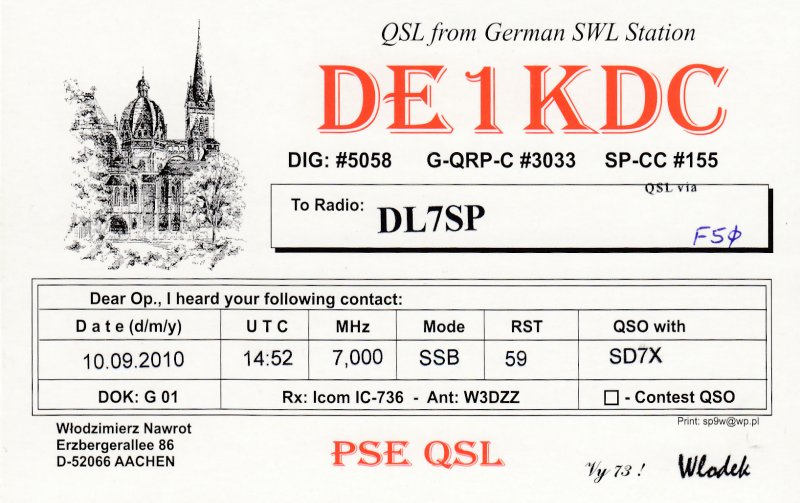 QSL from German SWL Station
DE1KDC
DIG: #5058 G-QRP-C #3033 SP-CC #155
QSL via
To Radio: DL7SP
F5φ
Dear Op., I heard your following contact:
Date (d/m/y) UTC MHz Mode RST QSO with
10.09.2010 14:52 7,000 SSB 59 SD7X
DOK: G 01 Rx: Icom IC-736 - Ant: W3DZZ - Contest QSO
Print: sp9w@wp.pl
Włodzimierz Nawrot
Erzbergerallee 86
D-52066 AACHEN
PSE QSL
Vy 73 ! Wlodek